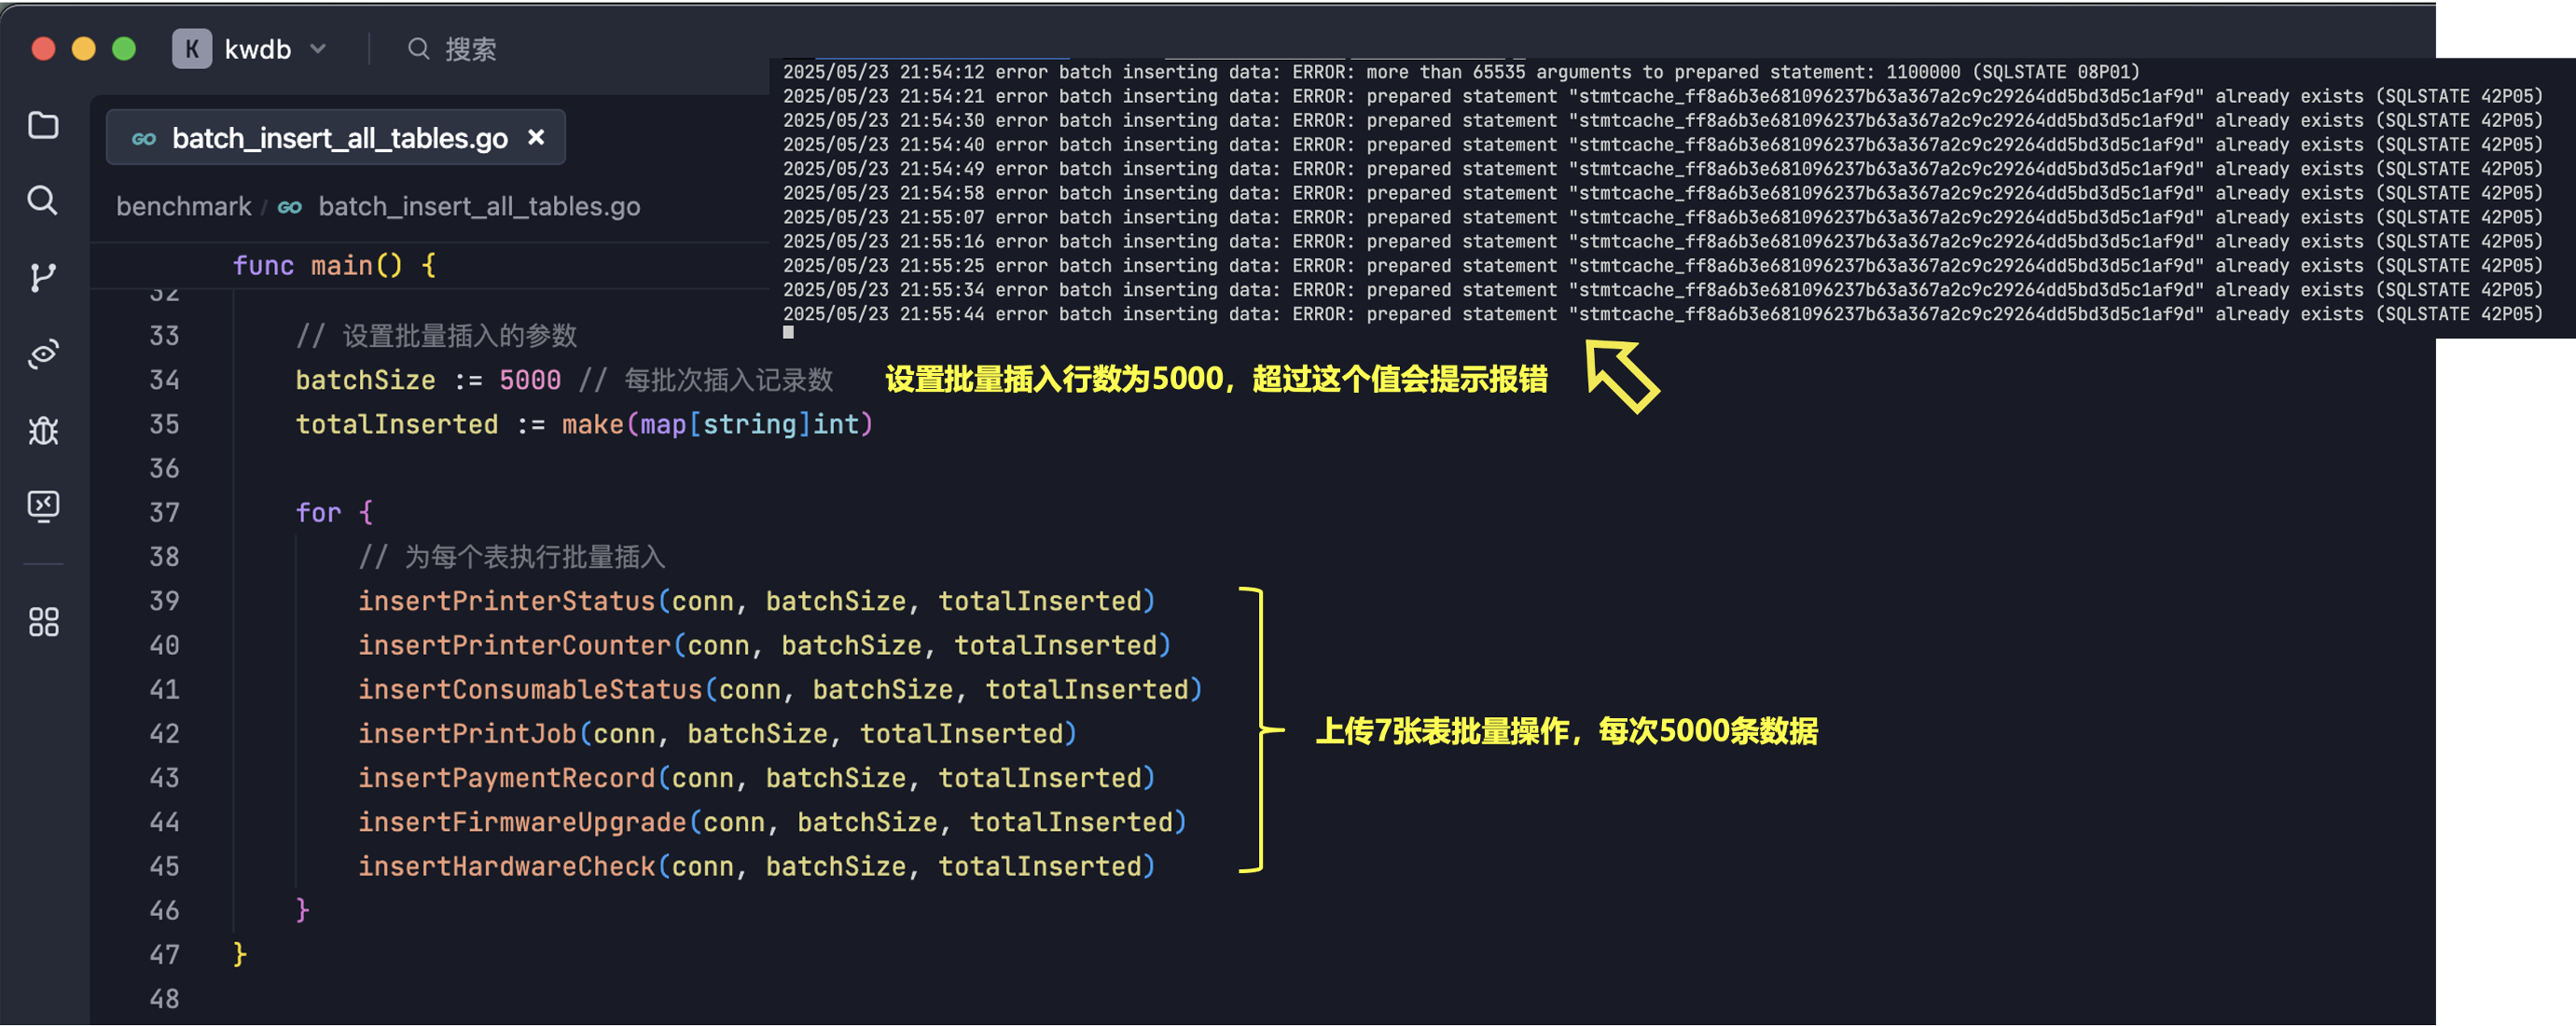 K kwdb 搜索
2025/05/23 21:54:12 error batch inserting data: ERROR: more than 65535 arguments to prepared statement: 1100000 (SQLSTATE 08P01)
2025/05/23 21:54:21 error batch inserting data: ERROR: prepared statement "stmtcache_ff8a6b3e681096237b63a367a2c9c29264dd5bd3d5c1af9d" already exists (SQLSTATE 42P05)
2025/05/23 21:54:30 error batch inserting data: ERROR: prepared statement "stmtcache_ff8a6b3e681096237b63a367a2c9c29264dd5bd3d5c1af9d" already exists (SQLSTATE 42P05)
2025/05/23 21:54:40 error batch inserting data: ERROR: prepared statement "stmtcache_ff8a6b3e681096237b63a367a2c9c29264dd5bd3d5c1af9d" already exists (SQLSTATE 42P05)
2025/05/23 21:54:49 error batch inserting data: ERROR: prepared statement "stmtcache_ff8a6b3e681096237b63a367a2c9c29264dd5bd3d5c1af9d" already exists (SQLSTATE 42P05)
2025/05/23 21:54:58 error batch inserting data: ERROR: prepared statement "stmtcache_ff8a6b3e681096237b63a367a2c9c29264dd5bd3d5c1af9d" already exists (SQLSTATE 42P05)
2025/05/23 21:55:07 error batch inserting data: ERROR: prepared statement "stmtcache_ff8a6b3e681096237b63a367a2c9c29264dd5bd3d5c1af9d" already exists (SQLSTATE 42P05)
2025/05/23 21:55:16 error batch inserting data: ERROR: prepared statement "stmtcache_ff8a6b3e681096237b63a367a2c9c29264dd5bd3d5c1af9d" already exists (SQLSTATE 42P05)
2025/05/23 21:55:25 error batch inserting data: ERROR: prepared statement "stmtcache_ff8a6b3e681096237b63a367a2c9c29264dd5bd3d5c1af9d" already exists (SQLSTATE 42P05)
2025/05/23 21:55:34 error batch inserting data: ERROR: prepared statement "stmtcache_ff8a6b3e681096237b63a367a2c9c29264dd5bd3d5c1af9d" already exists (SQLSTATE 42P05)
2025/05/23 21:55:44 error batch inserting data: ERROR: prepared statement "stmtcache_ff8a6b3e681096237b63a367a2c9c29264dd5bd3d5c1af9d" already exists (SQLSTATE 42P05)
GO batch_insert_all_tables.go ×
benchmark / GO batch_insert_all_tables.go
func main() {
32
33 // 设置批量插入的参数
34 batchSize := 5000 // 每批次插入记录数
设置批量插入行数为5000，超过这个值会提示报错
35 totalInserted := make(map[string]int)
36
37 for {
38 // 为每个表执行批量插入
39 insertPrinterStatus(conn, batchSize, totalInserted)
40 insertPrinterCounter(conn, batchSize, totalInserted)
41 insertConsumableStatus(conn, batchSize, totalInserted)
42 insertPrintJob(conn, batchSize, totalInserted)
上传7张表批量操作，每次5000条数据
43 insertPaymentRecord(conn, batchSize, totalInserted)
44 insertFirmwareUpgrade(conn, batchSize, totalInserted)
45 insertHardwareCheck(conn, batchSize, totalInserted)
46 }
47 }
48